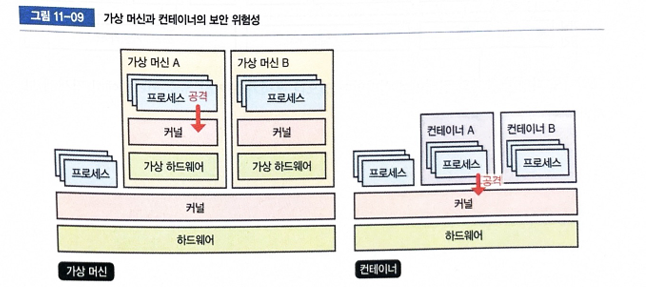 그림 11-09 가상 머신과 컨테이너의 보안 위험성
가상 머신 A
프로세스 공격
커널
가상 하드웨어
가상 머신 B
프로세스
커널
가상 하드웨어
프로세스
커널
하드웨어
가상 머신
컨테이너 A
프로세스
공격
컨테이너 B
프로세스
프로세스
커널
하드웨어
컨테이너